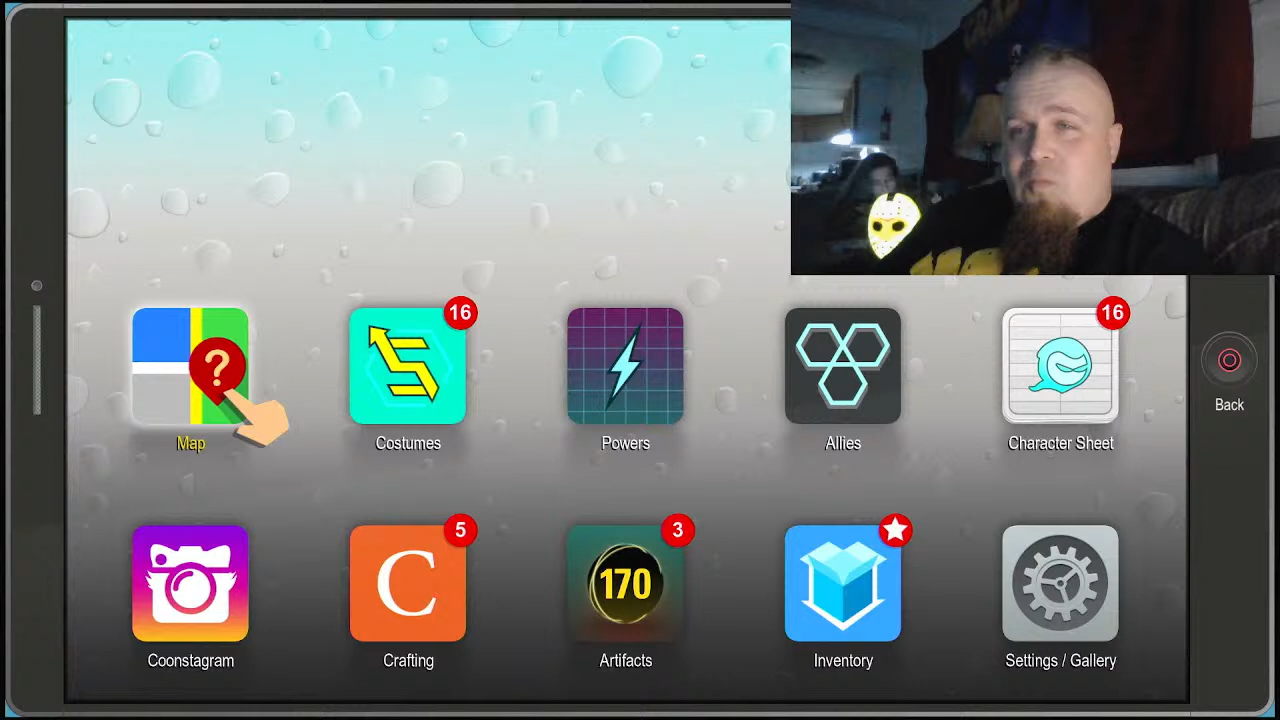 ?
16
16
Back
Map
Costumes
Powers
Allies
Character Sheet
5
3
C
170
Coonstagram
Crafting
Artifacts
Inventory
Settings / Gallery